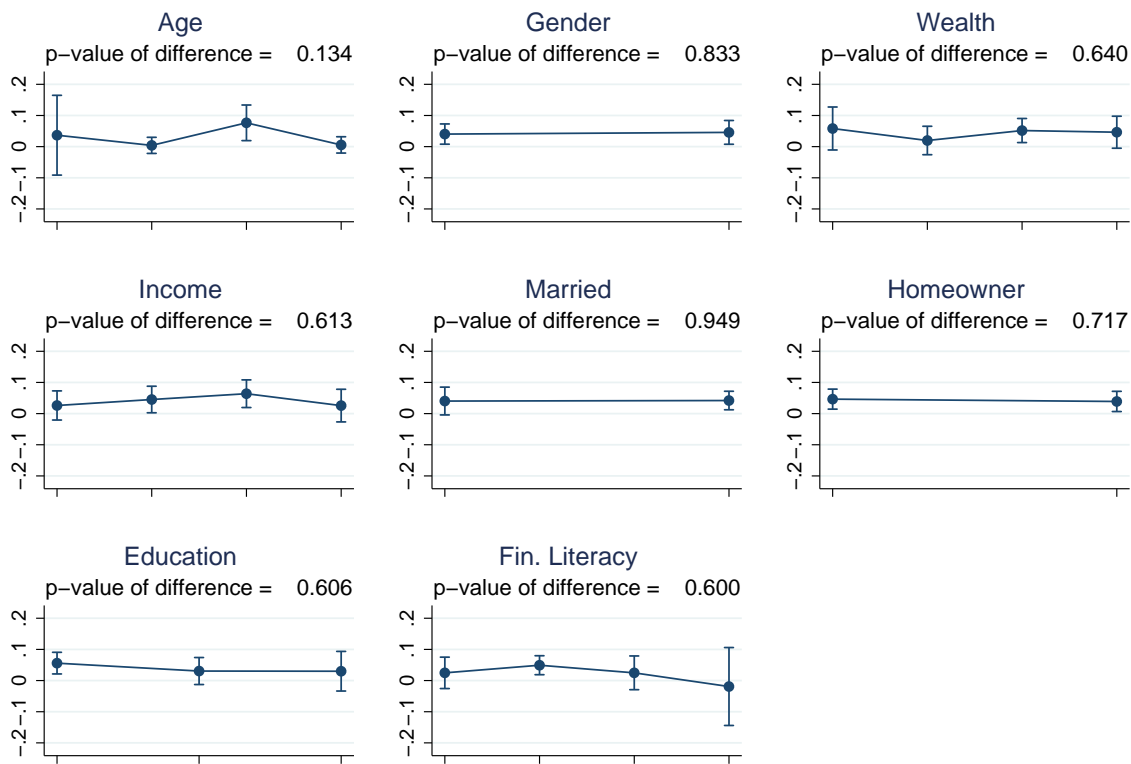 Age
p−value of difference = 0.134
.2
.1
0
−.1
−.2
Gender
p−value of difference = 0.833
.2
.1
0
−.1
−.2
Wealth
p−value of difference = 0.640
.2
.1
0
−.1
−.2
Income
p−value of difference = 0.613
.2
.1
0
−.1
−.2
Married
p−value of difference = 0.949
.2
.1
0
−.1
−.2
Homeowner
p−value of difference = 0.717
.2
.1
0
−.1
−.2
Education
p−value of difference = 0.606
.2
.1
0
−.1
−.2
Fin. Literacy
p−value of difference = 0.600
.2
.1
0
−.1
−.2